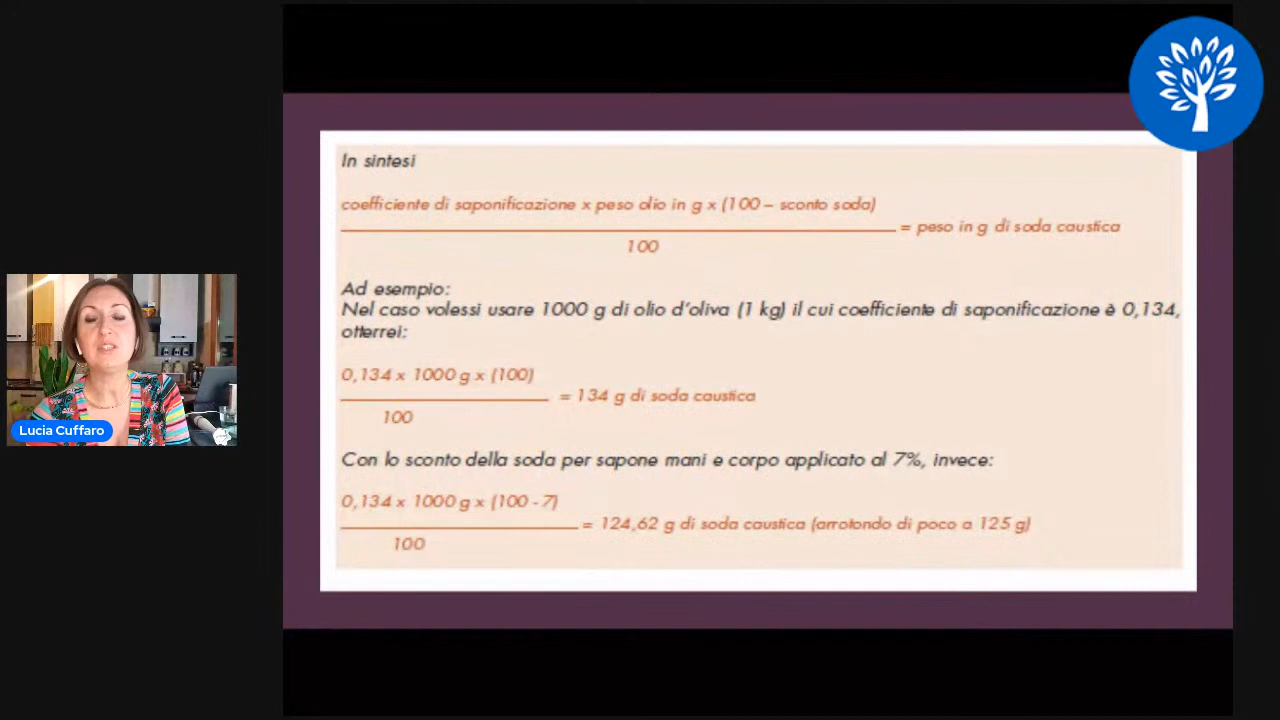 In sintesi
coefficiente di saponificazione x peso olio in g x (100 – sconto soda)
= peso in g di soda caustica
100
Ad esempio:
Nel caso volessi usare 1000 g di olio d'oliva (1 kg) il cui coefficiente di saponificazione è 0,134,
otterrei:
0,134 x 1000 g x (100)
= 134 g di soda caustica
100
Con lo sconto della soda per sapone mani e corpo applicato al 7%, invece:
0,134 x 1000 g x (100 - 7)
= 124,62 g di soda caustica (arrotondo di poco a 125 g)
100
Lucia Cuffaro